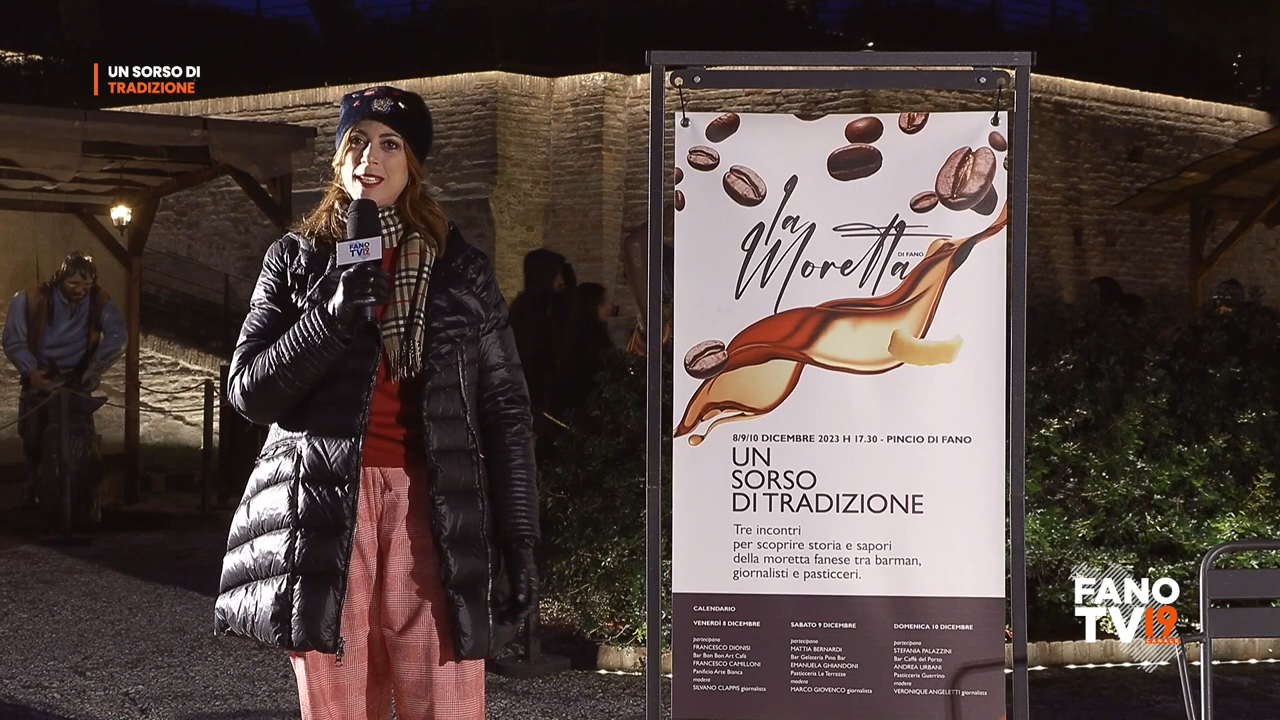 UN SORSO DI
TRADIZIONE
FANO
TV19
la
Moretta
DI FANO
8/9/10 DICEMBRE 2023 H 17.30 - PINCIO DI FANO
UN
SORSO
DI TRADIZIONE
Tre incontri
per scoprire storia e sapori
della moretta fanese tra barman,
giornalisti e pasticceri.
CALENDARIO
VENERDÌ 8 DICEMBRE
partecipano
FRANCESCO DIONISI
Bar Bon Bon Art Cafè
FRANCESCO CAMILLONI
Panificio Arte Bianca
modera
SILVANO CLAPPIS giornalista
SABATO 9 DICEMBRE
partecipano
MATTIA BERNARDI
Bar Gelateria Pino Bar
EMANUELA GHIANDONI
Pasticceria Le Terrazze
modera
MARCO GIOVENCO giornalista
DOMENICA 10 DICEMBRE
partecipano
STEFANIA PALAZZINI
Bar Caffè del Porto
ANDREA URBANI
Pasticceria Guerrino
modera
VERONIQUE ANGELETTI giornalista
FANO
TV19
CANALE